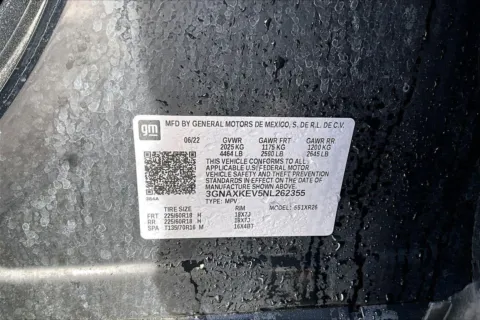 gm
MFD BY GENERAL MOTORS DE MEXICO, S. DE R.L. DE C.V.
06/22 GVWR GAWR FRT GAWR RR
2025 KG 1175 KG 1200 KG
4464 LB 2590 LB 2645 LB
THIS VEHICLE CONFORMS TO ALL
APPLICABLE U.S./FEDERAL MOTOR
VEHICLE SAFETY, BUMPER, AND
THEFT PREVENTION STANDARDS IN
EFFECT ON THE DATE OF
MANUFACTURE SHOWN ABOVE.
3GNAXKEV5NL262355
TYPE: MPV MODEL: 6S1XR26
TIRE SIZE RIM
FRT 225/60R18 H 18X7J
RR 225/60R18 H 18X7J
SPA T135/70R16 M 16X4B?